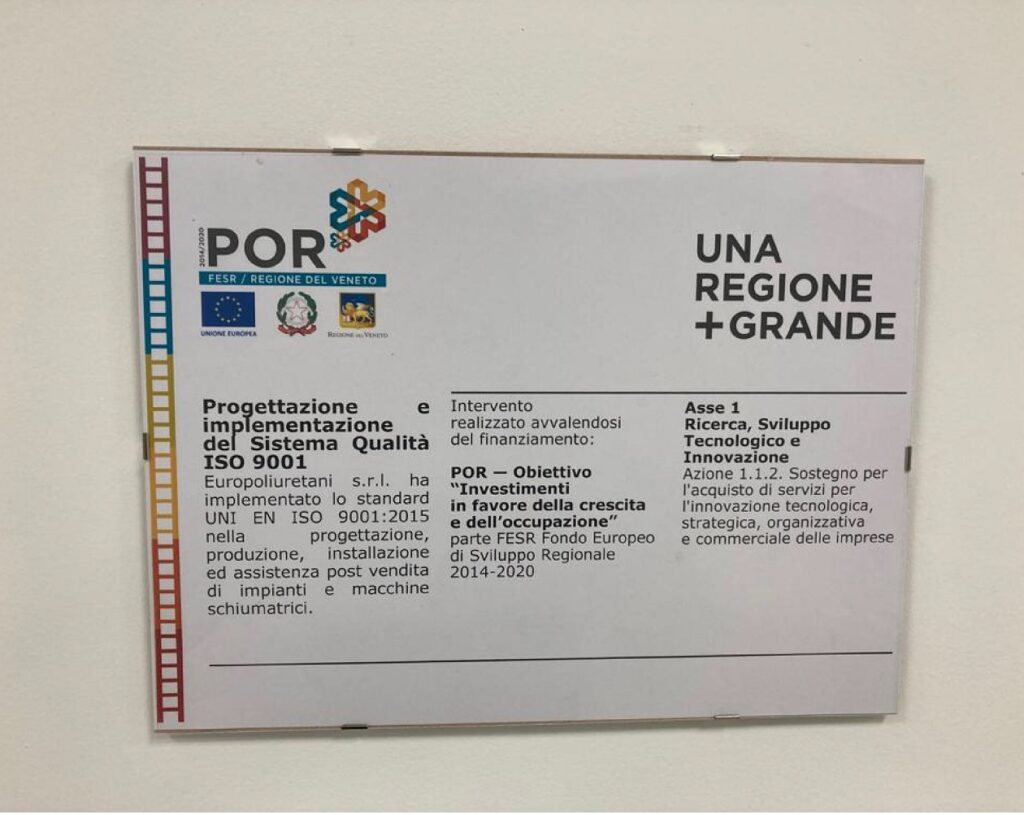 2014/2020
POR
FESR / REGIONE DEL VENETO
UNIONE EUROPEA
REGIONE DEL VENETO
UNA
REGIONE
+GRANDE
Progettazione e
implementazione
del Sistema Qualità
ISO 9001
Europoliuretani s.r.l. ha
implementato lo standard
UNI EN ISO 9001:2015
nella progettazione,
produzione, installazione
ed assistenza post vendita
di impianti e macchine
schiumatrici.
Intervento
realizzato avvalendosi
del finanziamento:
POR — Obiettivo
“Investimenti
in favore della crescita
e dell’occupazione”
parte FESR Fondo Europeo
di Sviluppo Regionale
2014-2020
Asse 1
Ricerca, Sviluppo
Tecnologico e
Innovazione
Azione 1.1.2. Sostegno per
l'acquisto di servizi per
l'innovazione tecnologica,
strategica, organizzativa
e commerciale delle imprese